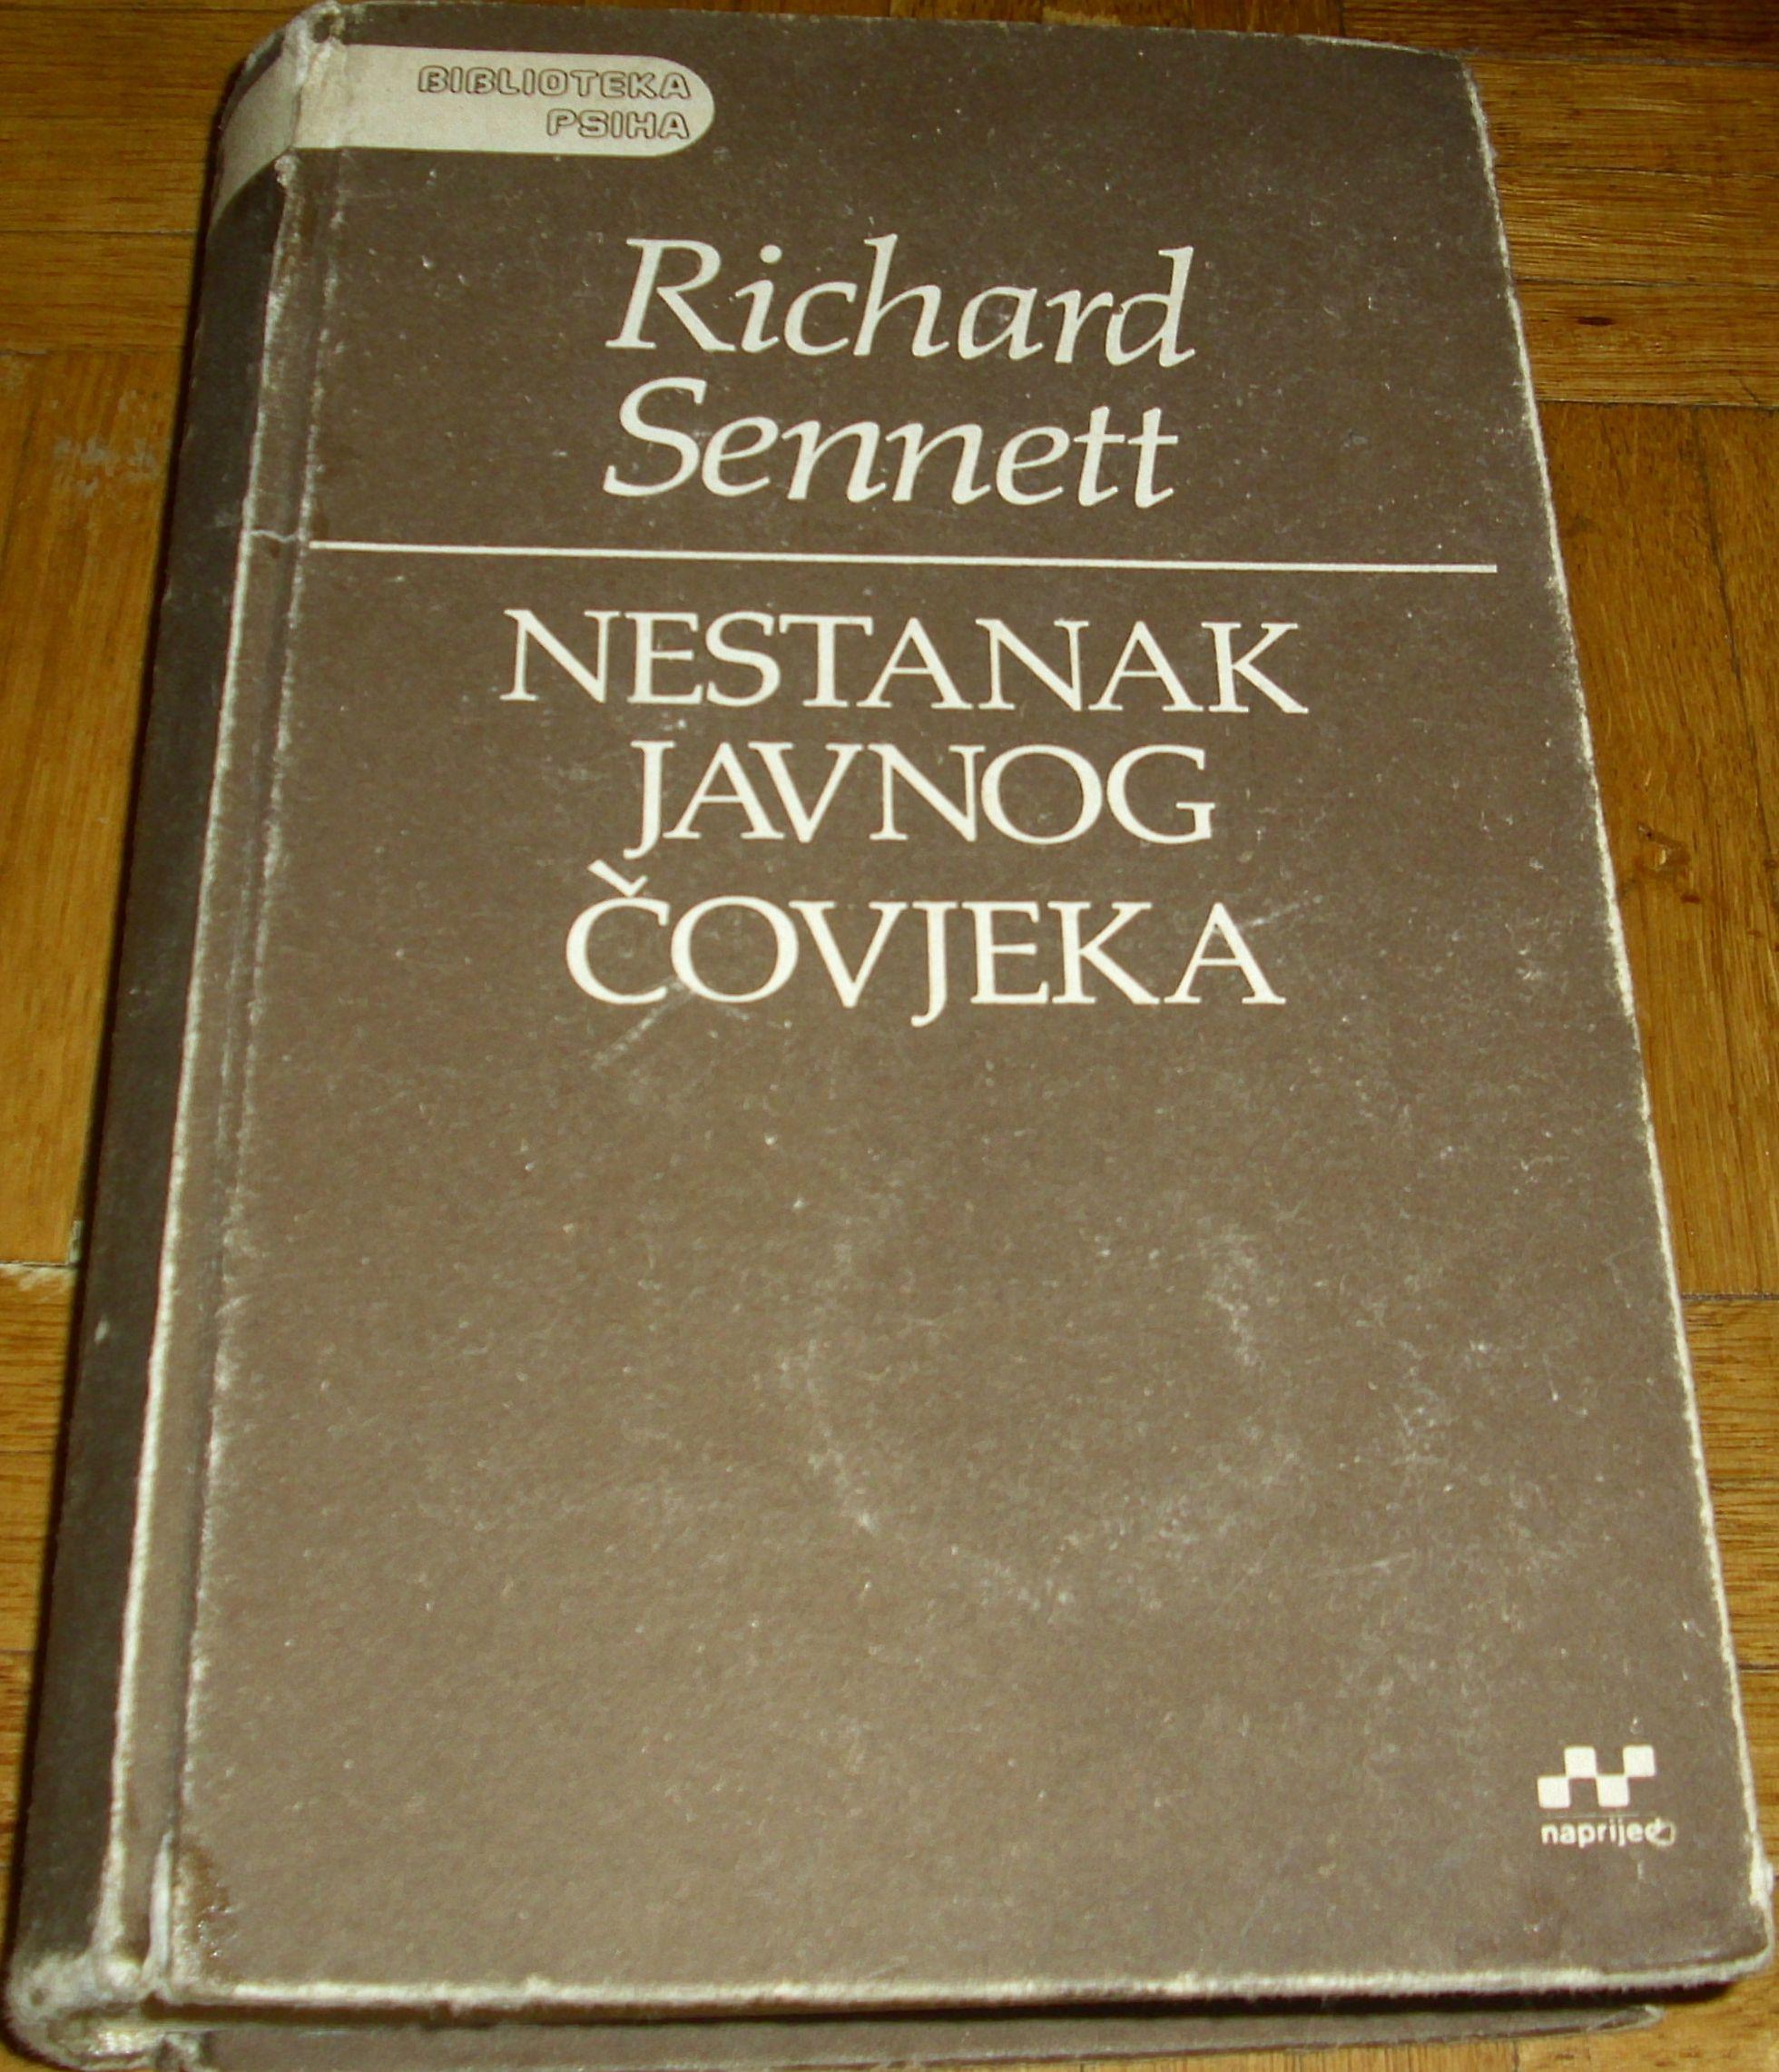 BIBLIOTEKA
PSIHA
Richard
Sennett
NESTANAK
JAVNOG
ČOVJEKA
naprijed